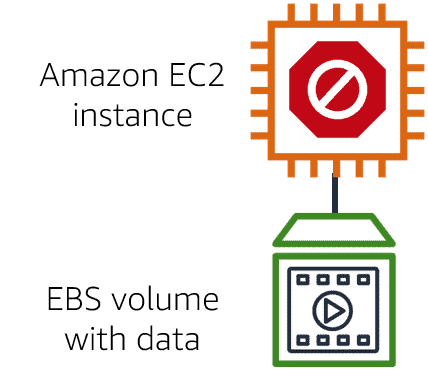 Amazon EC2
instance
EBS volume
with data